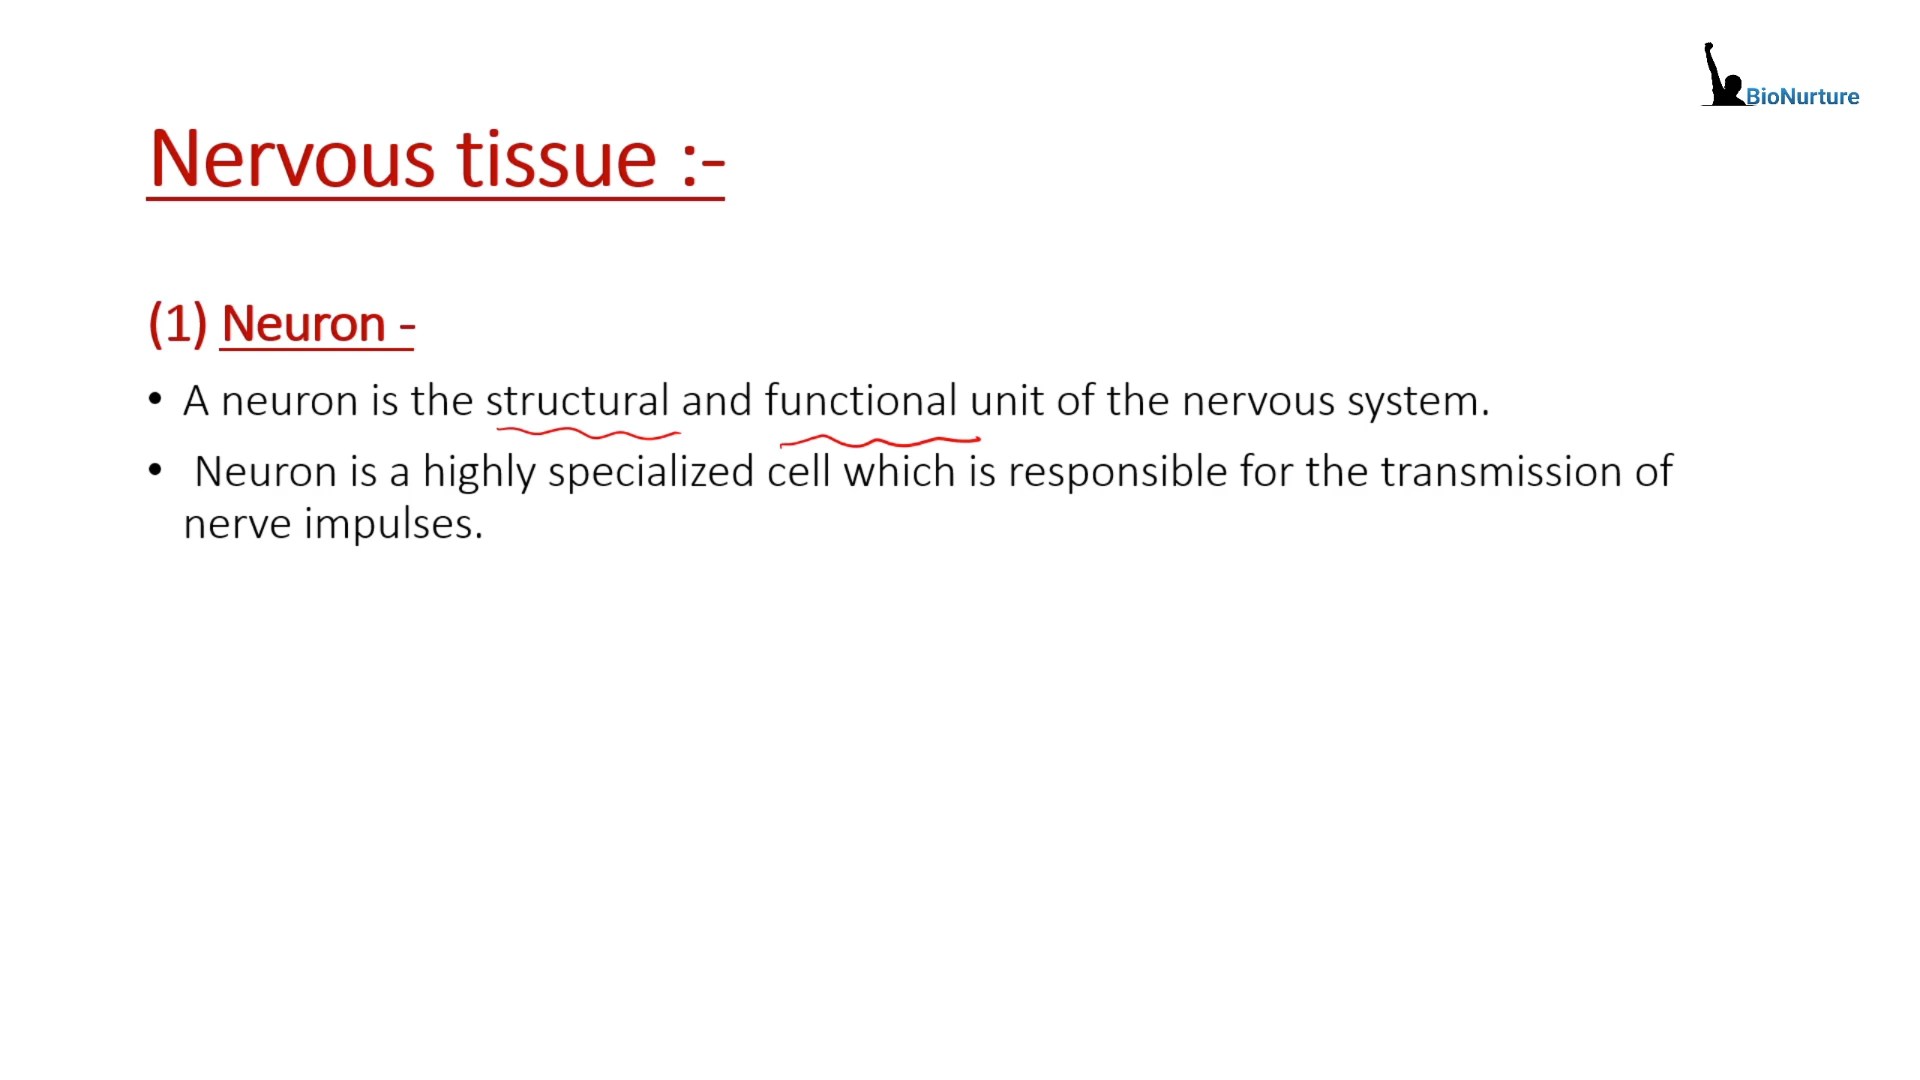 BioNurture
Nervous tissue :-
(1) Neuron -
• A neuron is the structural and functional unit of the nervous system.
• Neuron is a highly specialized cell which is responsible for the transmission of
nerve impulses.